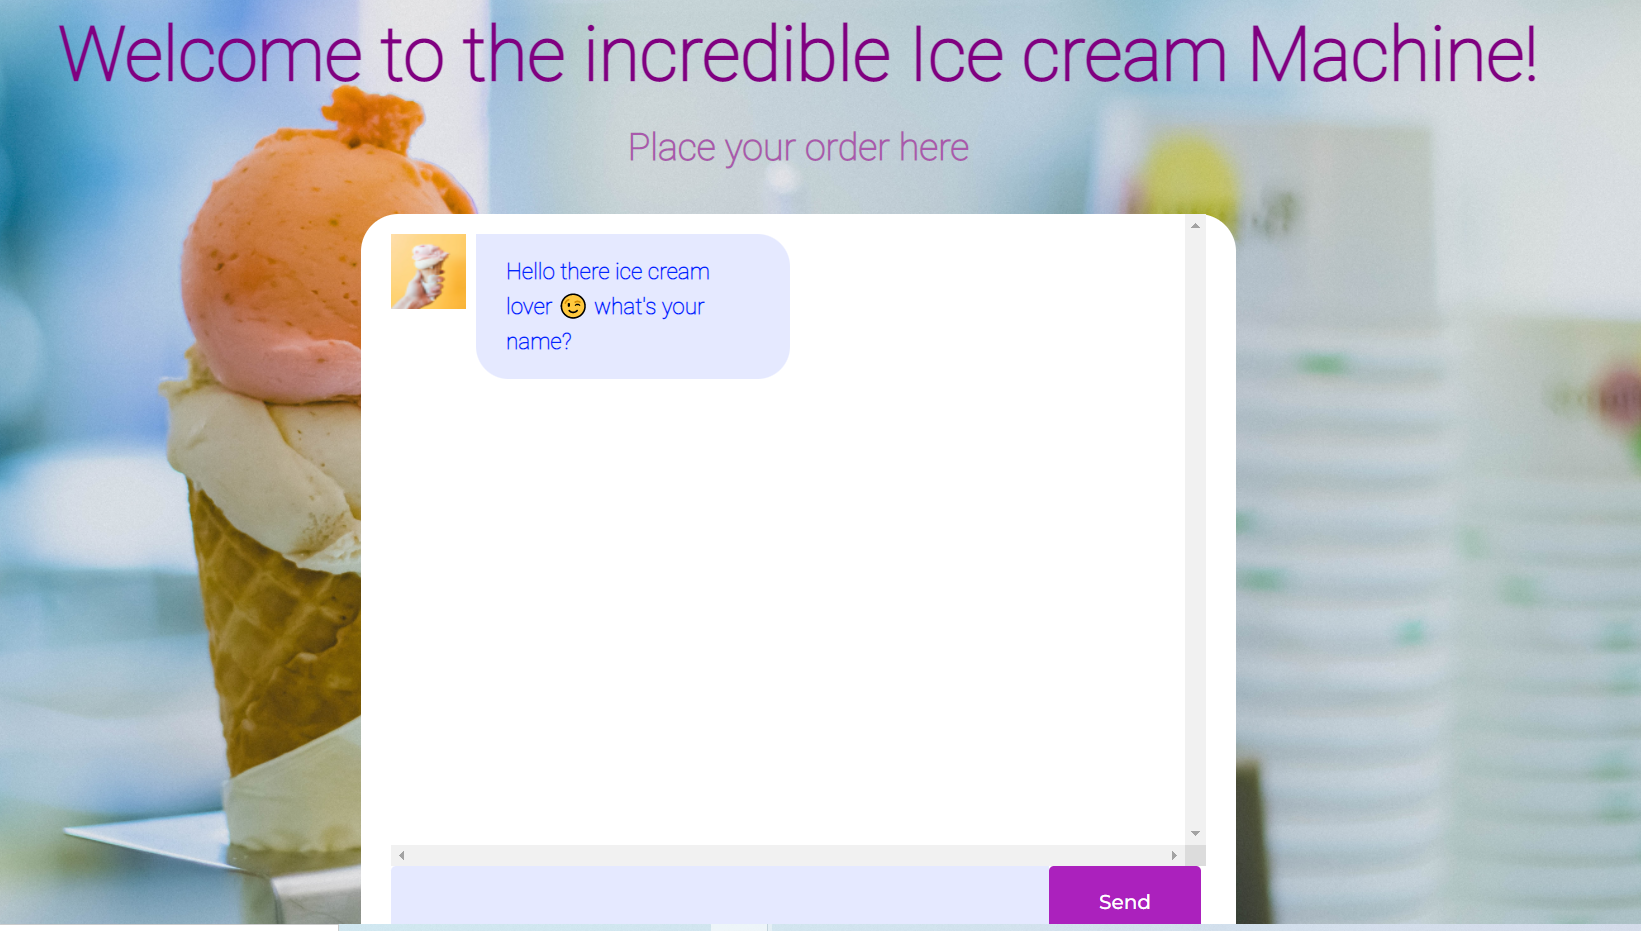 Welcome to the incredible Ice cream Machine!
Place your order here
Hello there ice cream
lover 😉 what's your
name?
Send